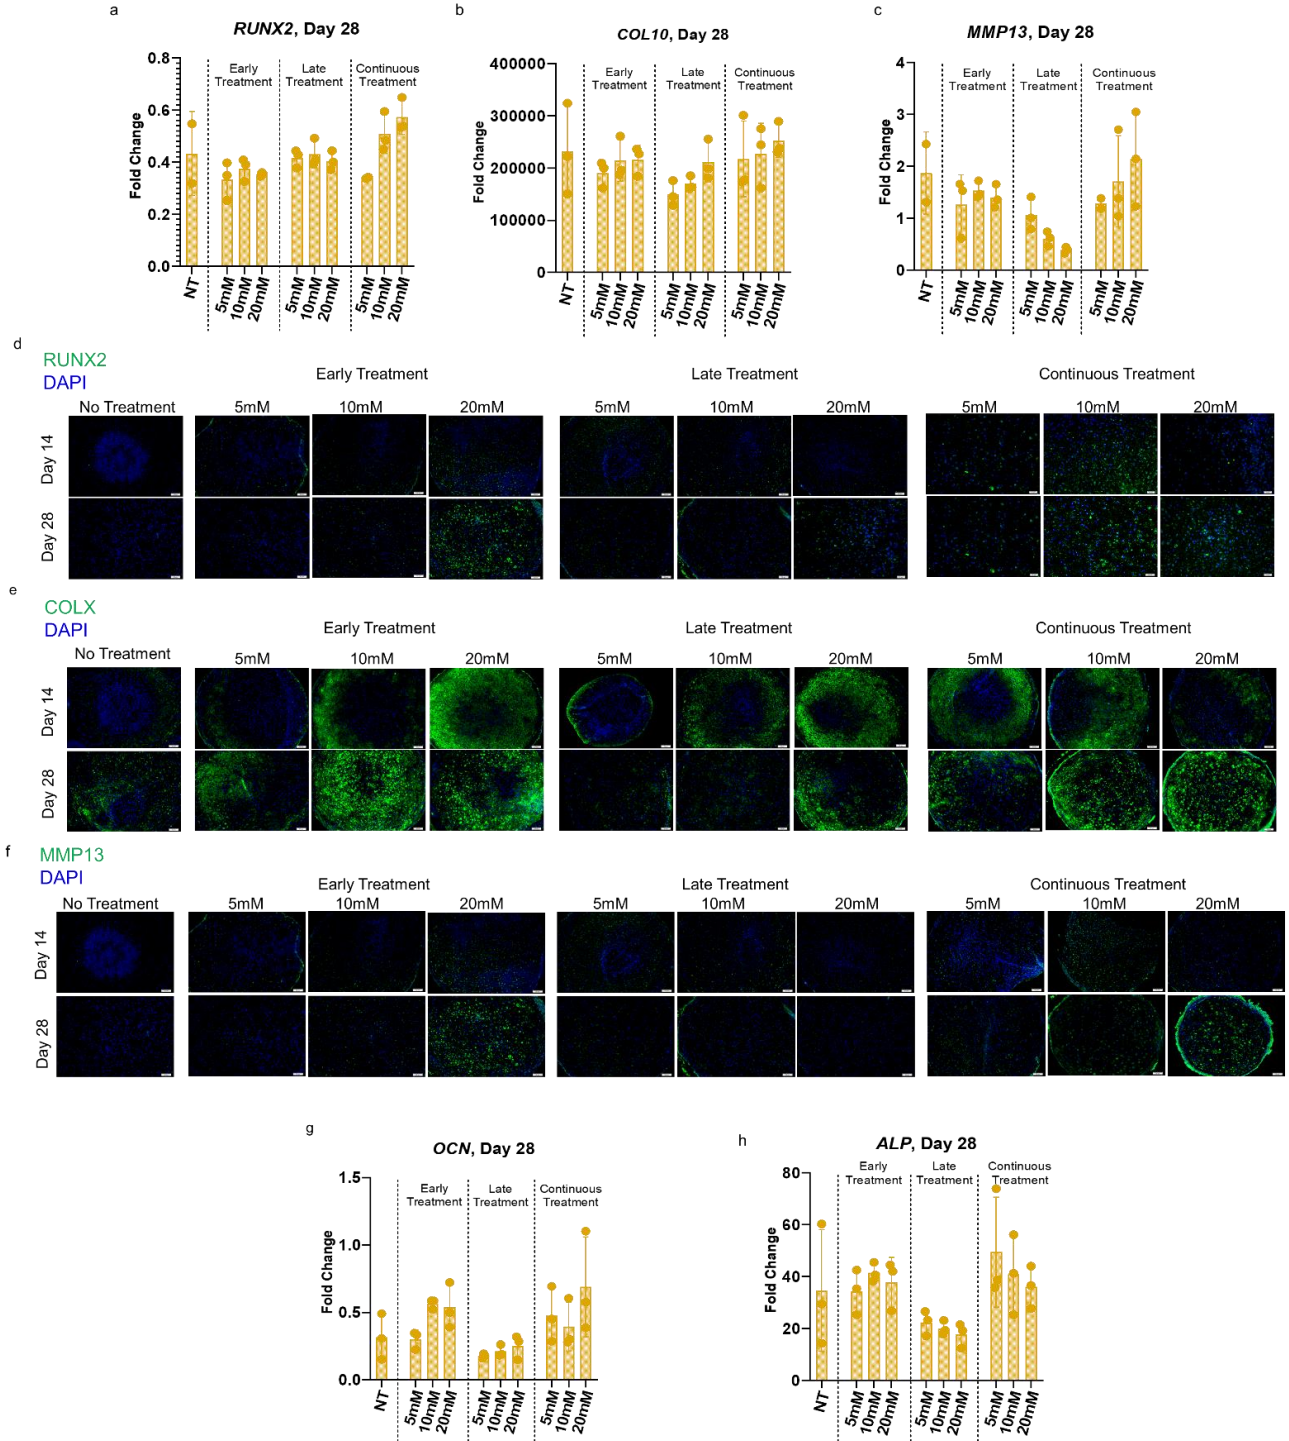 a
RUNX2, Day 28
Fold Change
0.8
0.6
0.4
0.2
0.0
Early Treatment
Late Treatment
Continuous Treatment
NT
5mM
10mM
20mM
5mM
10mM
20mM
5mM
10mM
20mM
b
COL10, Day 28
Fold Change
400000
300000
200000
100000
0
Early Treatment
Late Treatment
Continuous Treatment
NT
5mM
10mM
20mM
5mM
10mM
20mM
5mM
10mM
20mM
c
MMP13, Day 28
Fold Change
4
3
2
1
0
Early Treatment
Late Treatment
Continuous Treatment
NT
5mM
10mM
20mM
5mM
10mM
20mM
5mM
10mM
20mM
d
RUNX2
DAPI
Early Treatment
Late Treatment
Continuous Treatment
No Treatment
5mM
10mM
20mM
5mM
10mM
20mM
5mM
10mM
20mM
Day 14
Day 28
e
COLX
DAPI
Early Treatment
Late Treatment
Continuous Treatment
No Treatment
5mM
10mM
20mM
5mM
10mM
20mM
5mM
10mM
20mM
Day 14
Day 28
f
MMP13
DAPI
Early Treatment
Late Treatment
Continuous Treatment
No Treatment
5mM
10mM
20mM
5mM
10mM
20mM
5mM
10mM
20mM
Day 14
Day 28
g
OCN, Day 28
Fold Change
1.5
1.0
0.5
0.0
Early Treatment
Late Treatment
Continuous Treatment
NT
5mM
10mM
20mM
5mM
10mM
20mM
5mM
10mM
20mM
h
ALP, Day 28
Fold Change
80
60
40
20
0
Early Treatment
Late Treatment
Continuous Treatment
NT
5mM
10mM
20mM
5mM
10mM
20mM
5mM
10mM
20mM